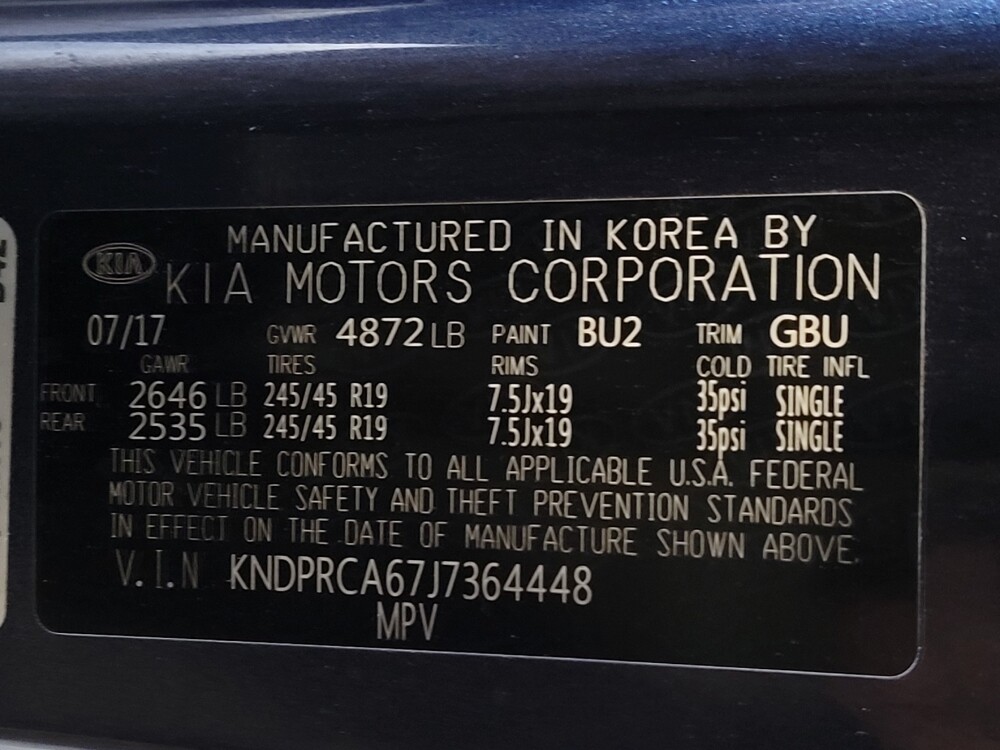 MANUFACTURED IN KOREA BY
KIA KIA MOTORS CORPORATION
07/17 GVWR 4872 LB PAINT BU2 TRIM GBU
GAWR TIRES RIMS COLD TIRE INFL
FRONT 2646 LB 245/45 R19 7.5Jx19 35psi SINGLE
REAR 2535 LB 245/45 R19 7.5Jx19 35psi SINGLE
THIS VEHICLE CONFORMS TO ALL APPLICABLE U.S.A. FEDERAL
MOTOR VEHICLE SAFETY AND THEFT PREVENTION STANDARDS
IN EFFECT ON THE DATE OF MANUFACTURE SHOWN ABOVE.
V.I.N KNDPRCA67J7364448
MPV